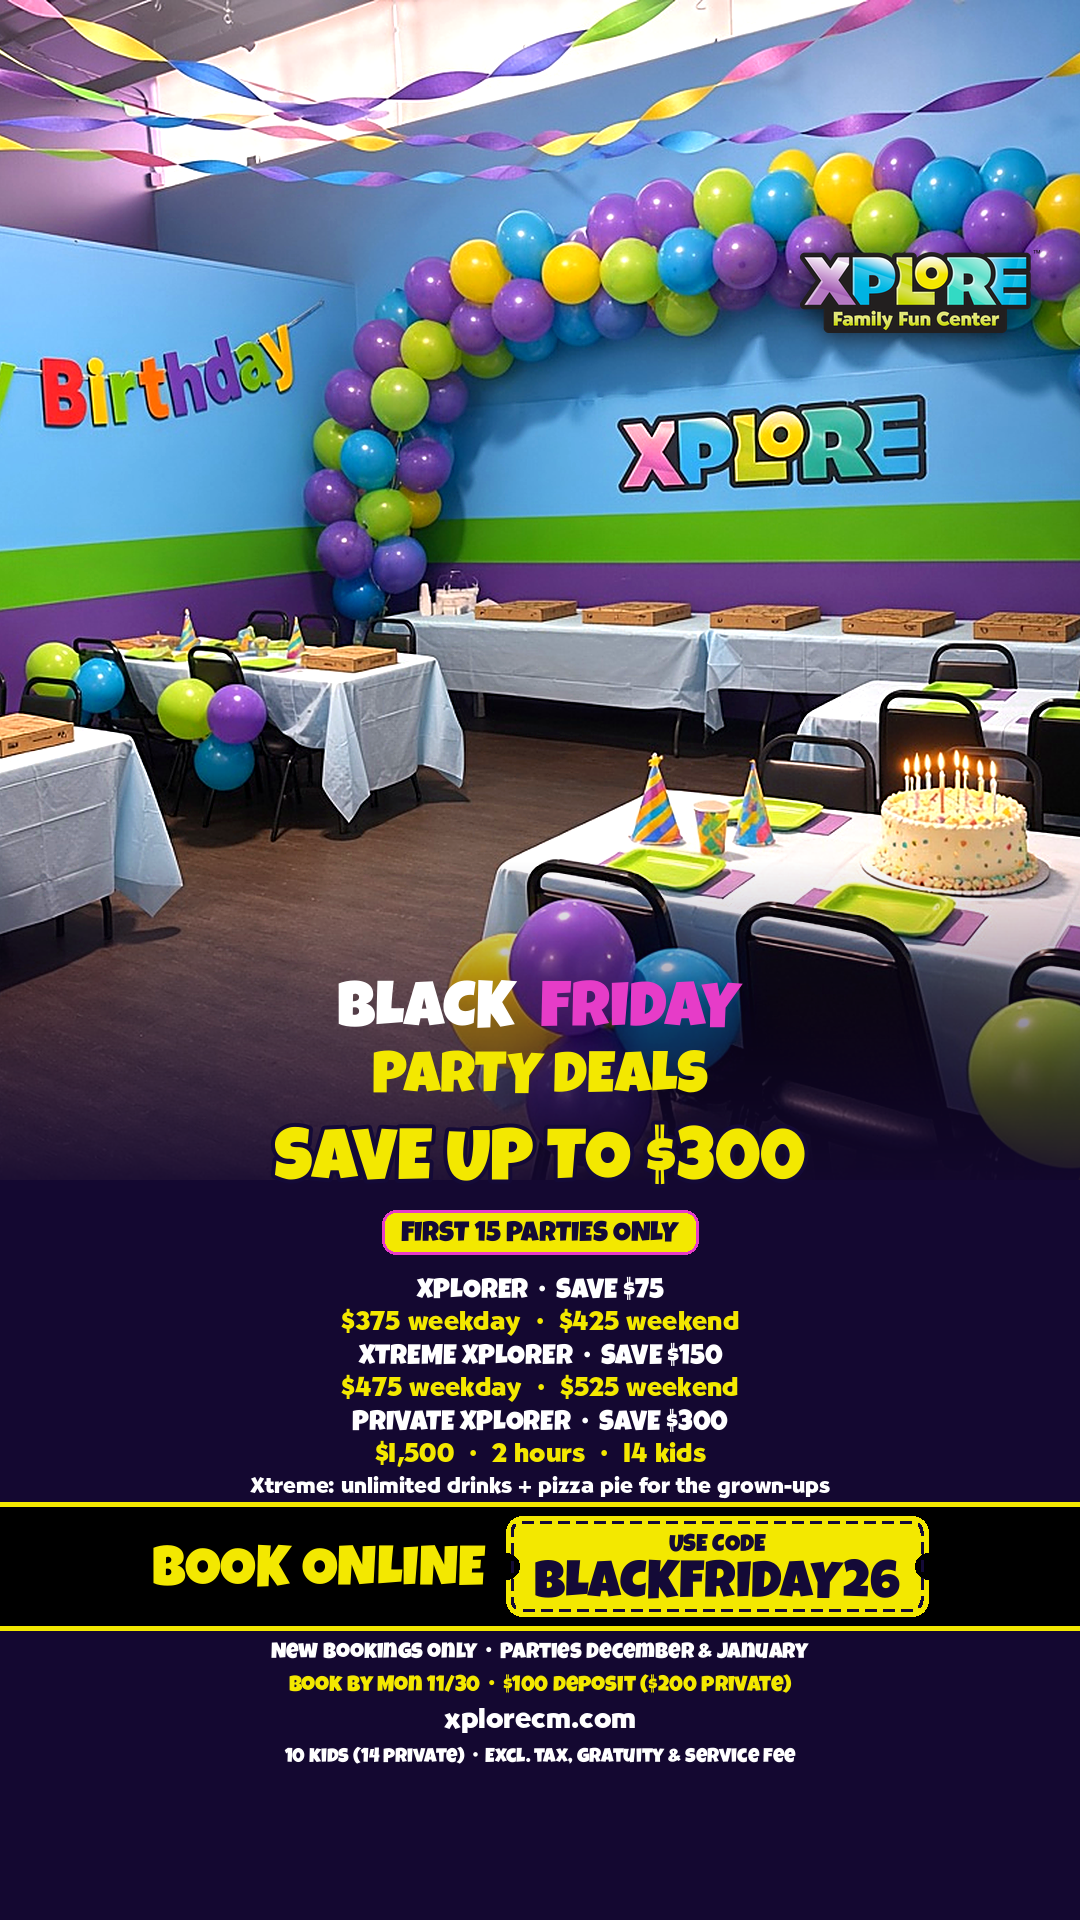 XPLORE
Family Fun Center
Birthday
XPLORE
BLACK FRIDAY
PARTY DEALS
SAVE UP TO $300
FIRST 15 PARTIES ONLY
XPLORER · SAVE $75
$375 weekday · $425 weekend
XTREME XPLORER · SAVE $150
$475 weekday · $525 weekend
PRIVATE XPLORER · SAVE $300
$1,500 · 2 hours · 14 kids
Xtreme: unlimited drinks + pizza pie for the grown-ups
BOOK ONLINE
USE CODE
BLACKFRIDAY26
New Bookings Only · Parties December & January
Book by Mon 11/30 · $100 Deposit ($200 Private)
xplorecm.com
10 Kids (14 Private) · Excl. Tax, Gratuity & Service Fee